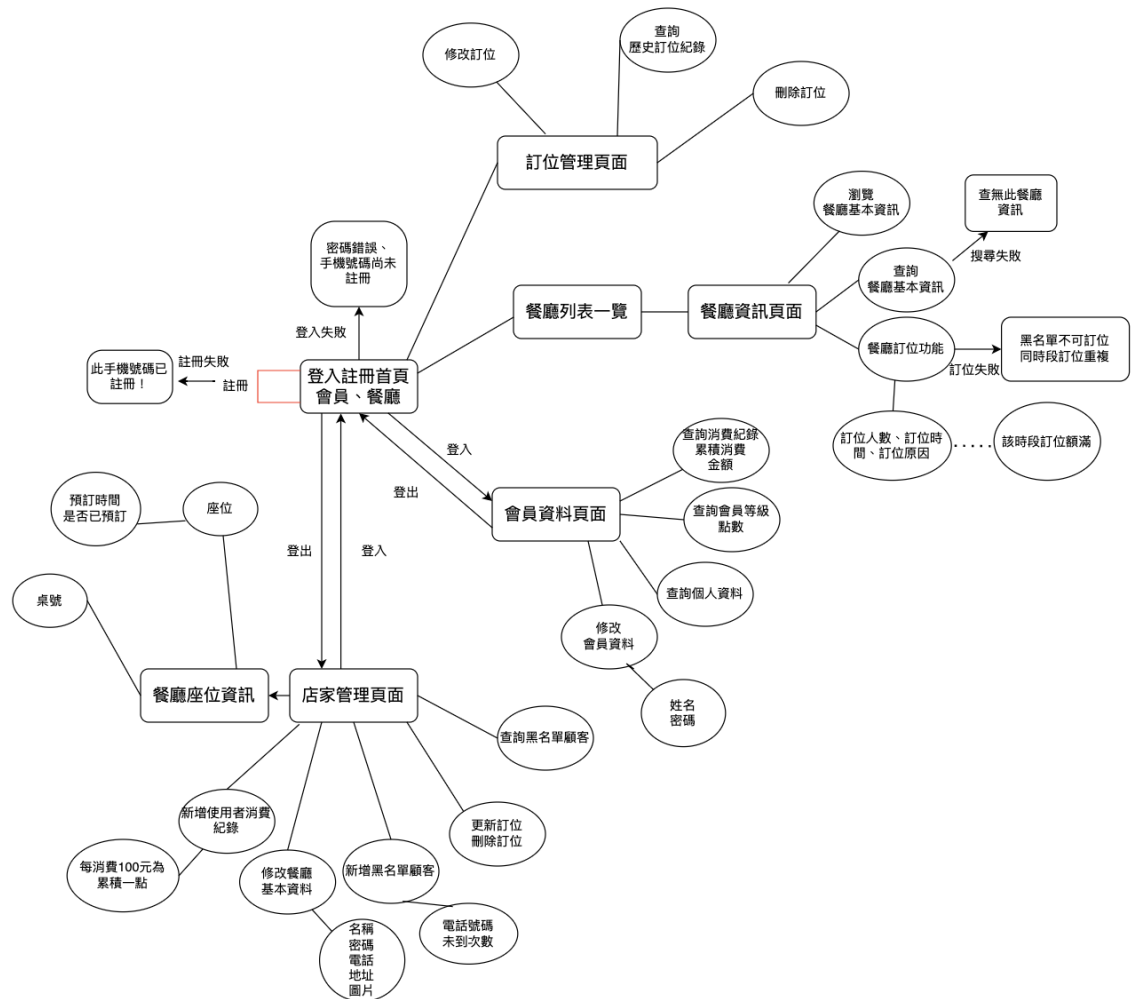 修改訂位
查詢
歷史訂位紀錄
刪除訂位
訂位管理頁面
瀏覽
餐廳基本資訊
查無此餐廳
資訊
搜尋失敗
查詢
餐廳基本資訊
密碼錯誤、
手機號碼尚未
註冊
登入失敗
餐廳列表一覽
餐廳資訊頁面
餐廳訂位功能
訂位失敗
黑名單不可訂位
同時段訂位重複
此手機號碼已
註冊！
註冊失敗
註冊
登入註冊首頁
會員、餐廳
訂位人數、訂位時
間、訂位原因
該時段訂位額滿
登入
登出
查詢消費紀錄
累積消費
金額
會員資料頁面
查詢會員等級
點數
查詢個人資料
修改
會員資料
姓名
密碼
預訂時間
是否已預訂
座位
登出
登入
桌號
餐廳座位資訊
店家管理頁面
查詢黑名單顧客
新增使用者消費
紀錄
每消費100元為
累積一點
修改餐廳
基本資料
名稱
密碼
電話
地址
圖片
新增黑名單顧客
電話號碼
未到次數
更新訂位
刪除訂位